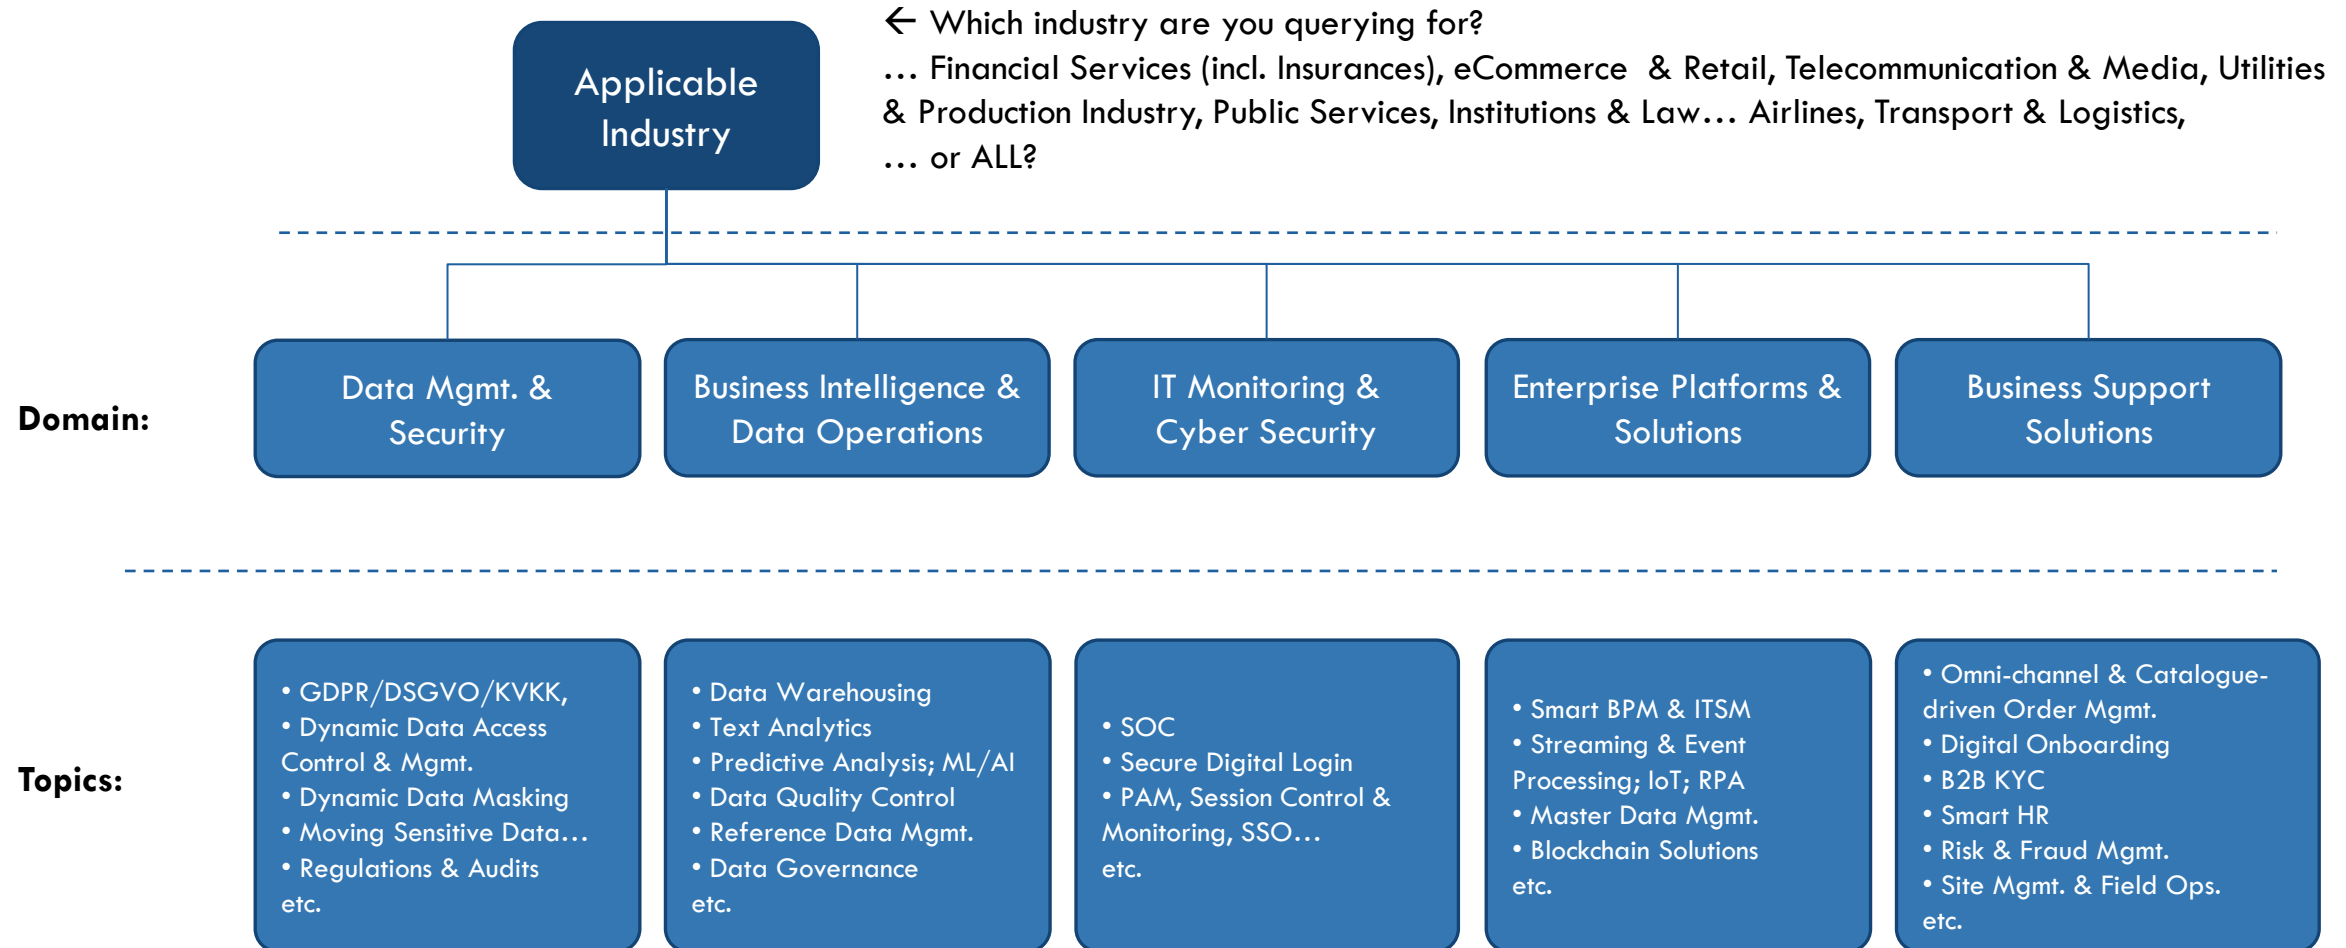 Applicable
Industry
← Which industry are you querying for?
… Financial Services (incl. Insurances), eCommerce & Retail, Telecommunication & Media, Utilities
& Production Industry, Public Services, Institutions & Law… Airlines, Transport & Logistics,
… or ALL?
Domain:
Data Mgmt. &
Security
Business Intelligence &
Data Operations
IT Monitoring &
Cyber Security
Enterprise Platforms &
Solutions
Business Support
Solutions
Topics:
• GDPR/DSGVO/KVKK,
• Dynamic Data Access
Control & Mgmt.
• Dynamic Data Masking
• Moving Sensitive Data…
• Regulations & Audits
etc.
• Data Warehousing
• Text Analytics
• Predictive Analysis; ML/AI
• Data Quality Control
• Reference Data Mgmt.
• Data Governance
etc.
• SOC
• Secure Digital Login
• PAM, Session Control &
Monitoring, SSO…
etc.
• Smart BPM & ITSM
• Streaming & Event
Processing; IoT; RPA
• Master Data Mgmt.
• Blockchain Solutions
etc.
• Omni-channel & Catalogue-
driven Order Mgmt.
• Digital Onboarding
• B2B KYC
• Smart HR
• Risk & Fraud Mgmt.
• Site Mgmt. & Field Ops.
etc.